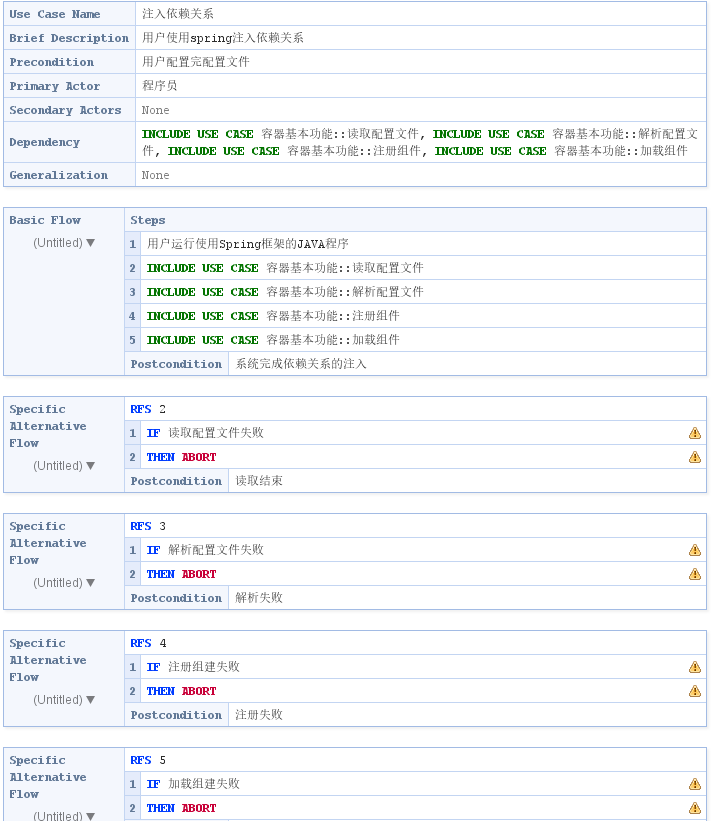 Use Case Name 注入依赖关系
Brief Description 用户使用spring注入依赖关系
Precondition 用户配置完配置文件
Primary Actor 程序员
Secondary Actors None
Dependency INCLUDE USE CASE 容器基本功能::读取配置文件, INCLUDE USE CASE 容器基本功能::解析配置文
件, INCLUDE USE CASE 容器基本功能::注册组件, INCLUDE USE CASE 容器基本功能::加载组件
Generalization None
Basic Flow Steps
(Untitled) ▼
1 用户运行使用Spring框架的JAVA程序
2 INCLUDE USE CASE 容器基本功能::读取配置文件
3 INCLUDE USE CASE 容器基本功能::解析配置文件
4 INCLUDE USE CASE 容器基本功能::注册组件
5 INCLUDE USE CASE 容器基本功能::加载组件
Postcondition 系统完成依赖关系的注入
Specific
Alternative
Flow
(Untitled) ▼
RFS 2
1 IF 读取配置文件失败
2 THEN ABORT
Postcondition 读取结束
Specific
Alternative
Flow
(Untitled) ▼
RFS 3
1 IF 解析配置文件失败
2 THEN ABORT
Postcondition 解析失败
Specific
Alternative
Flow
(Untitled) ▼
RFS 4
1 IF 注册组建失败
2 THEN ABORT
Postcondition 注册失败
Specific
Alternative
Flow
(Untitled) ▼
RFS 5
1 IF 加载组建失败
2 THEN ABORT